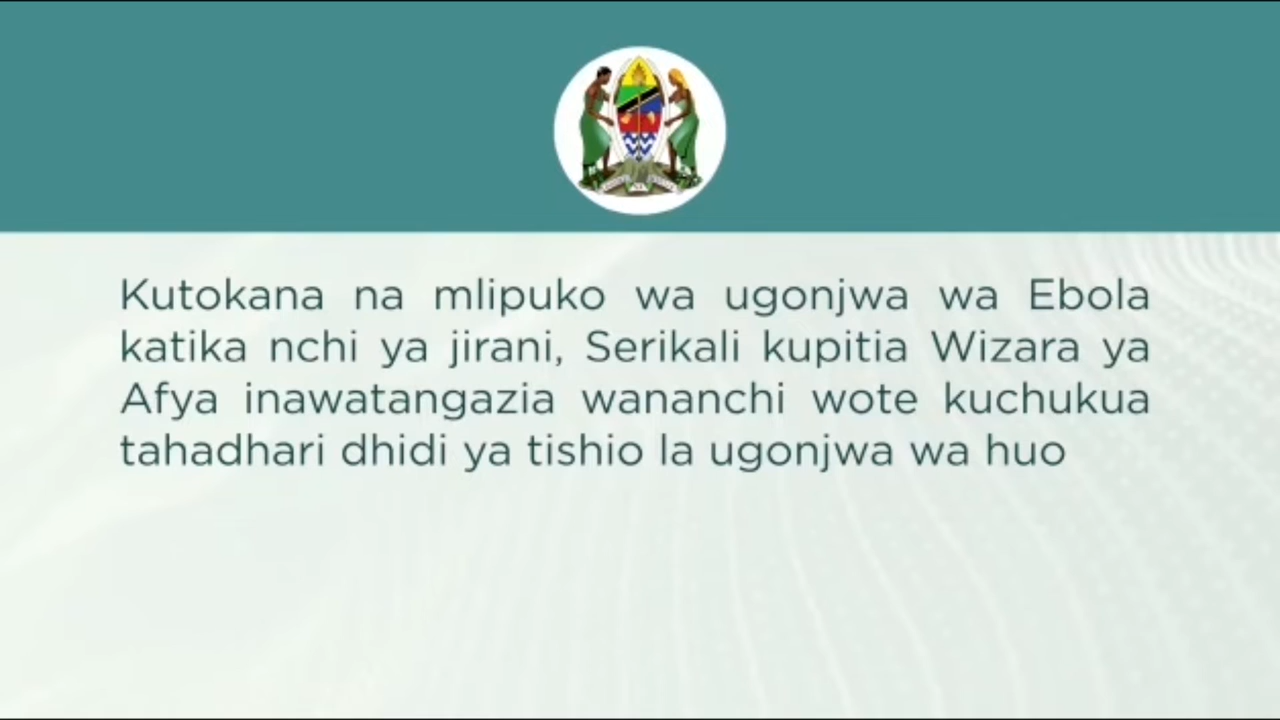 Kutokana na mlipuko wa ugonjwa wa Ebola
katika nchi ya jirani, Serikali kupitia Wizara ya
Afya inawatangazia wananchi wote kuchukua
tahadhari dhidi ya tishio la ugonjwa wa huo